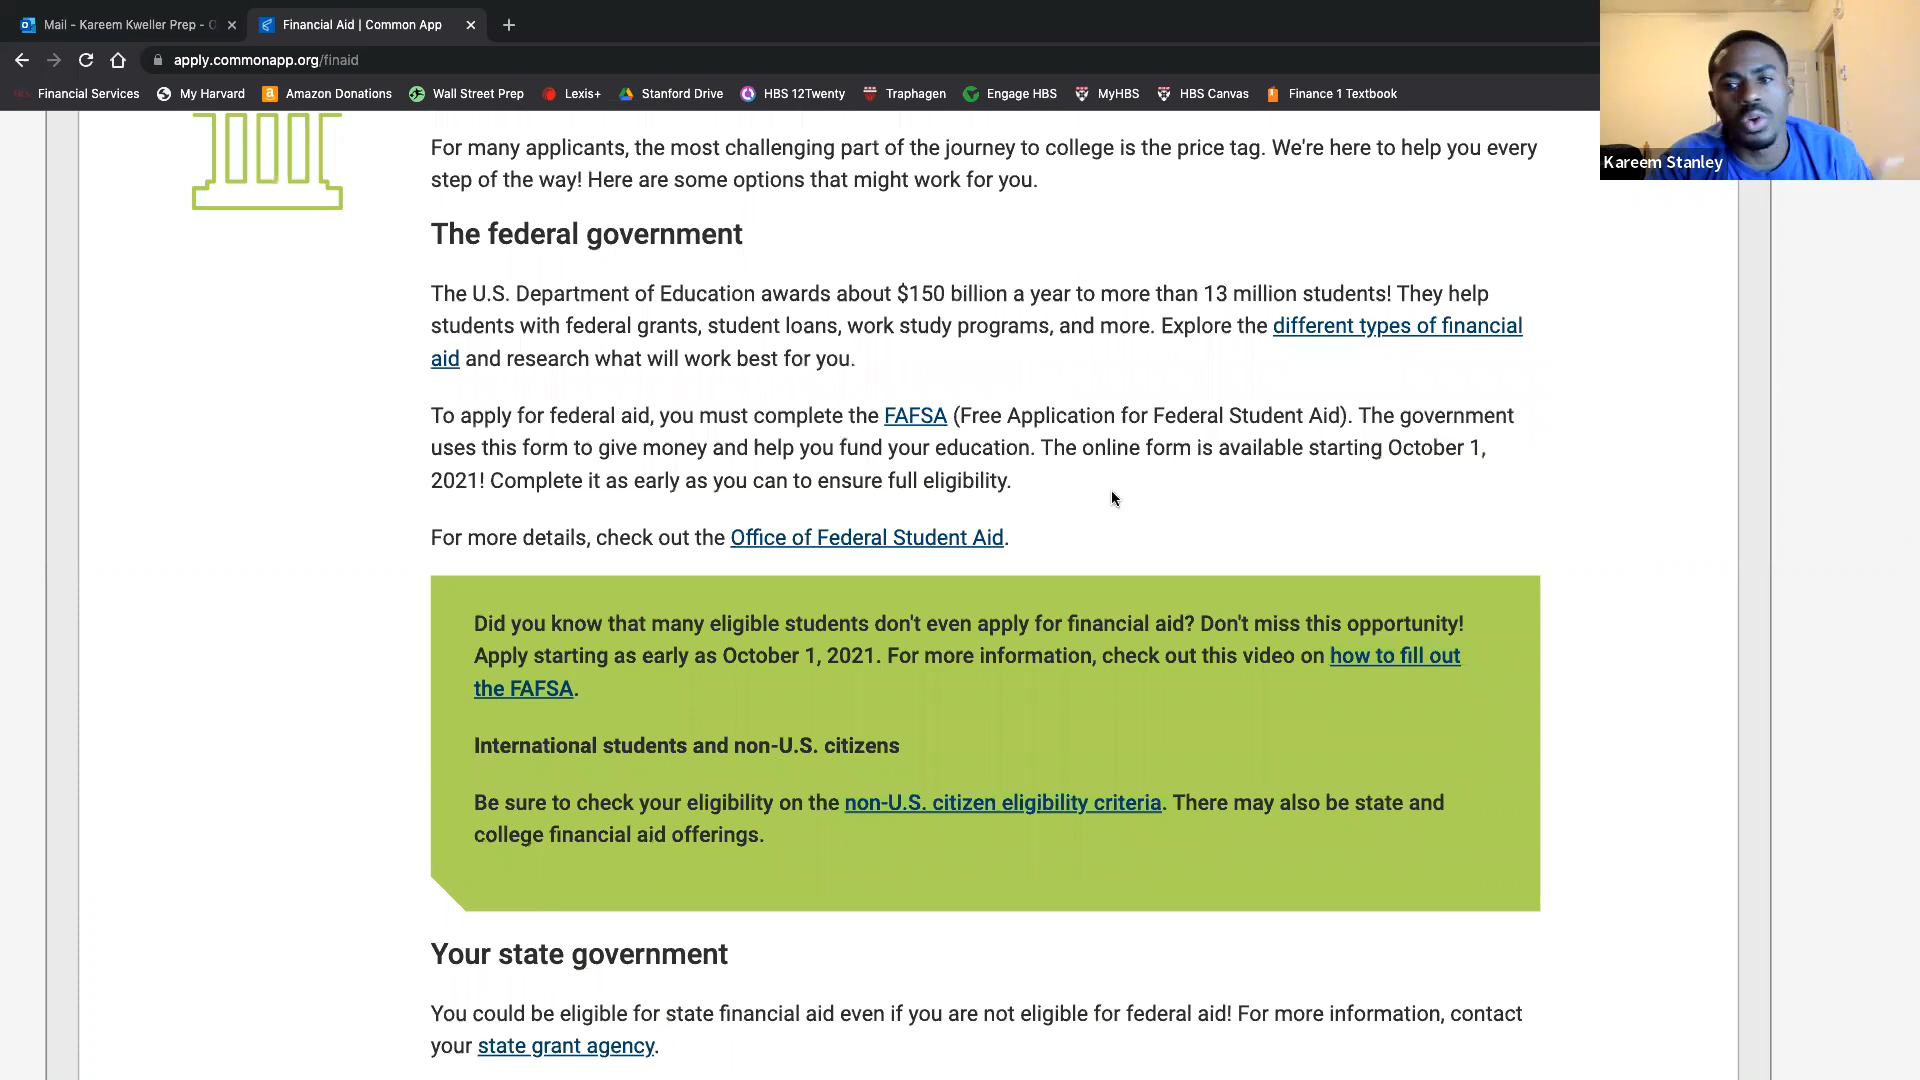 Mail - Kareem Kweller Prep -
Financial Aid | Common App
apply.commonapp.org/finaid
Financial Services
My Harvard
Amazon Donations
Wall Street Prep
Lexis+
Stanford Drive
HBS 12Twenty
Traphagen
Engage HBS
MyHBS
HBS Canvas
Finance 1 Textbook
Kareem Stanley
For many applicants, the most challenging part of the journey to college is the price tag. We're here to help you every
step of the way! Here are some options that might work for you.
The federal government
The U.S. Department of Education awards about $150 billion a year to more than 13 million students! They help
students with federal grants, student loans, work study programs, and more. Explore the different types of financial
aid and research what will work best for you.
To apply for federal aid, you must complete the FAFSA (Free Application for Federal Student Aid). The government
uses this form to give money and help you fund your education. The online form is available starting October 1,
2021! Complete it as early as you can to ensure full eligibility.
For more details, check out the Office of Federal Student Aid.
Did you know that many eligible students don't even apply for financial aid? Don't miss this opportunity!
Apply starting as early as October 1, 2021. For more information, check out this video on how to fill out
the FAFSA.
International students and non-U.S. citizens
Be sure to check your eligibility on the non-U.S. citizen eligibility criteria. There may also be state and
college financial aid offerings.
Your state government
You could be eligible for state financial aid even if you are not eligible for federal aid! For more information, contact
your state grant agency.